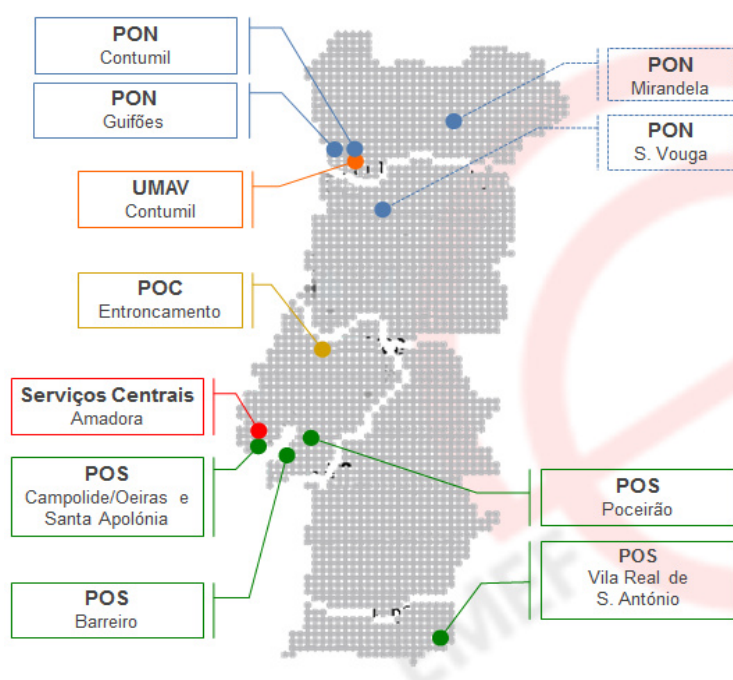 PON
Contumil
PON
Guifões
UMAV
Contumil
POC
Entroncamento
Serviços Centrais
Amadora
POS
Campolide/Oeiras e
Santa Apolónia
POS
Barreiro
PON
Mirandela
PON
S. Vouga
POS
Poceirão
POS
Vila Real de
S. António
EMEF